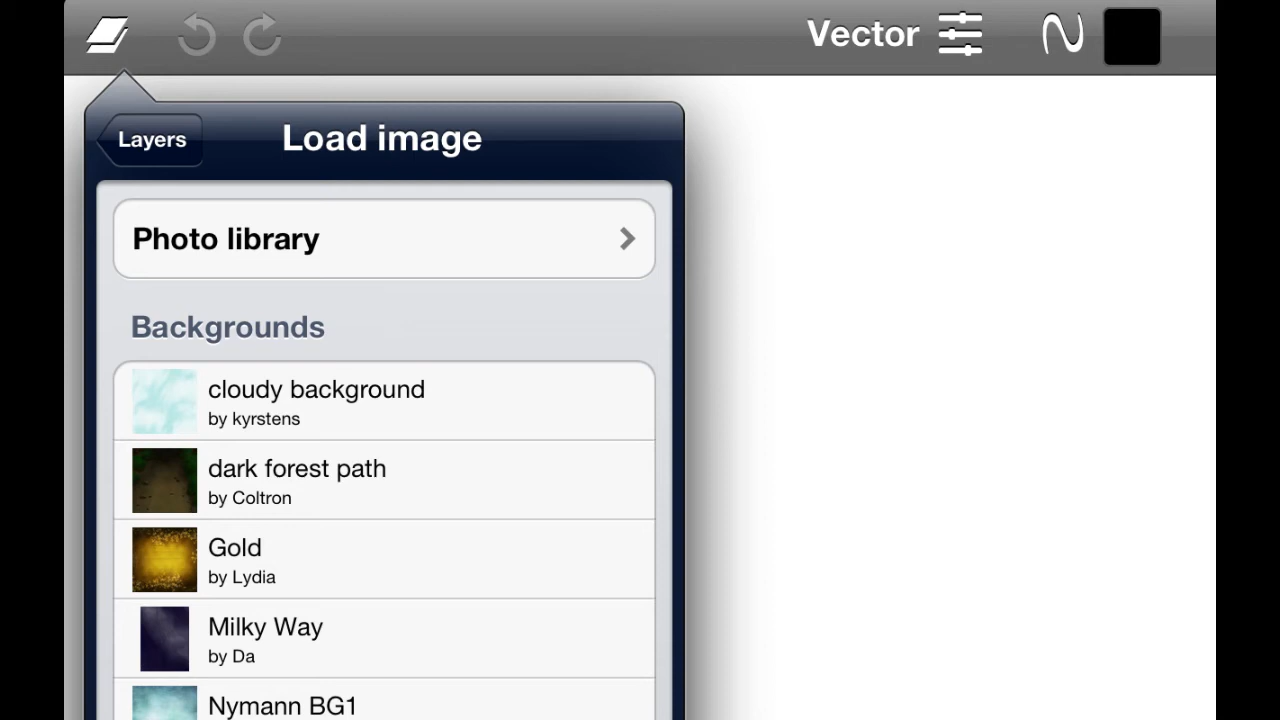 Vector
Layers
Load image
Photo library
Backgrounds
cloudy background
by kyrstens
dark forest path
by Coltron
Gold
by Lydia
Milky Way
by Da
Nymann BG1